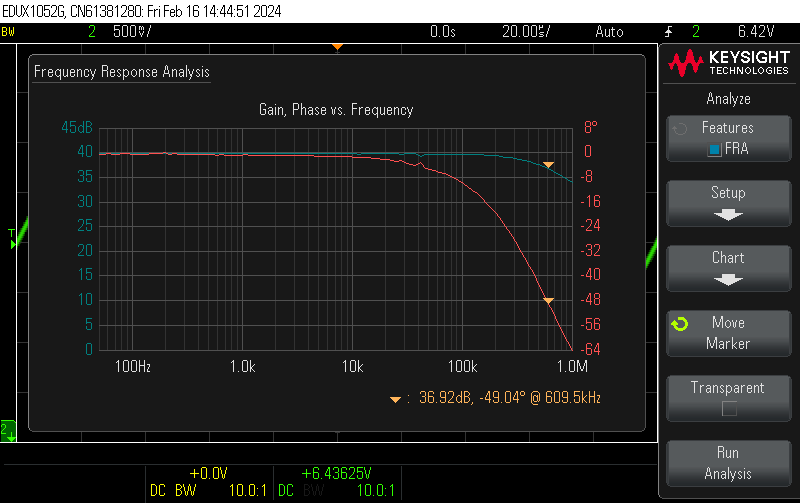 EDUX1052G, CN61381280: Fri Feb 16 14:44:51 2024
BW 2 500mV/ 0.0s 20.00s/ Auto 2 6.42V
KEYSIGHT
TECHNOLOGIES
Frequency Response Analysis
Analyze
Gain, Phase vs. Frequency
Features
FRA
45dB 8°
40 0
35 -8
30 -16
25 -24
20 -32
15 -40
10 -48
5 -56
0 -64
100Hz 1.0k 10k 100k 1.0M
: 36.92dB, -49.04° @ 609.5kHz
Setup
Chart
Move
Marker
Transparent
Run
Analysis
T
2
+0.0V +6.43625V
DC BW 10.0:1 DC BW 10.0:1